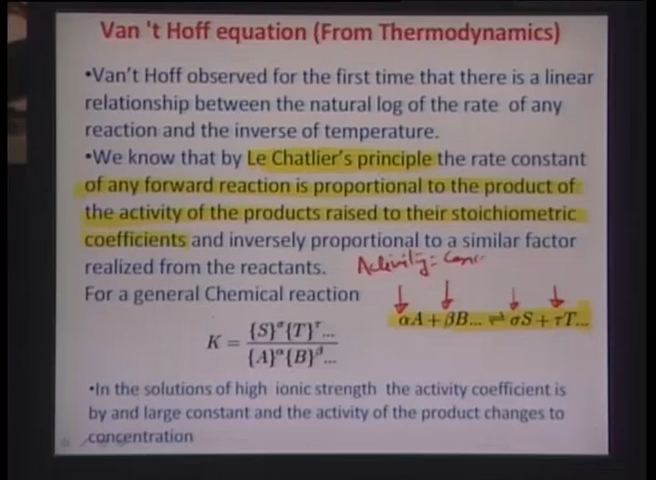 Van 't Hoff equation (From Thermodynamics)
•Van't Hoff observed for the first time that there is a linear
relationship between the natural log of the rate of any
reaction and the inverse of temperature.
•We know that by Le Chatlier's principle the rate constant
of any forward reaction is proportional to the product of
the activity of the products raised to their stoichiometric
coefficients and inversely proportional to a similar factor
realized from the reactants. Activity = Conc
For a general Chemical reaction
αA + βB... ⇌ σS + τT...
K = {S}^σ{T}^τ... / {A}^α{B}^β...
•In the solutions of high ionic strength the activity coefficient is
by and large constant and the activity of the product changes to
concentration